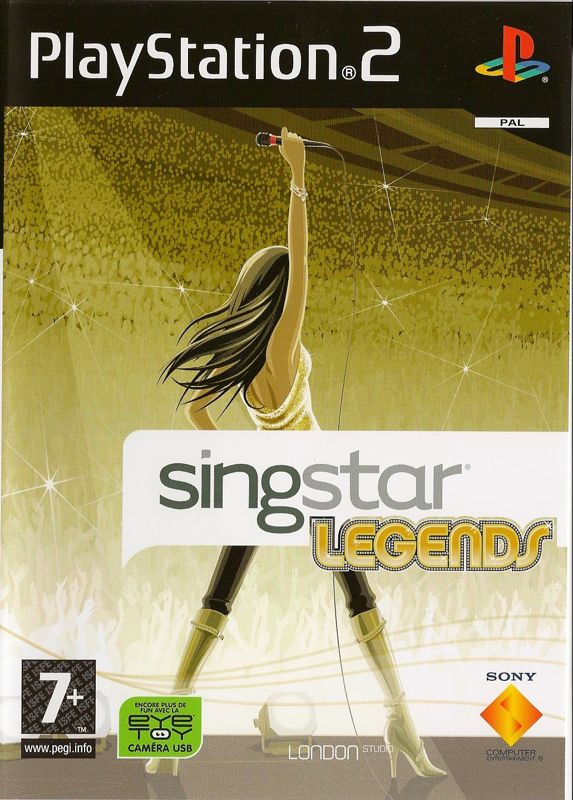 PlayStation®2
®
PAL
singstar®
LEGENDS
7+
™
www.pegi.info
ENCORE PLUS DE
FUN AVEC LA
EYE
TOY
CAMÉRA USB
LONDON STUDIO
SONY
COMPUTER
ENTERTAINMENT ®